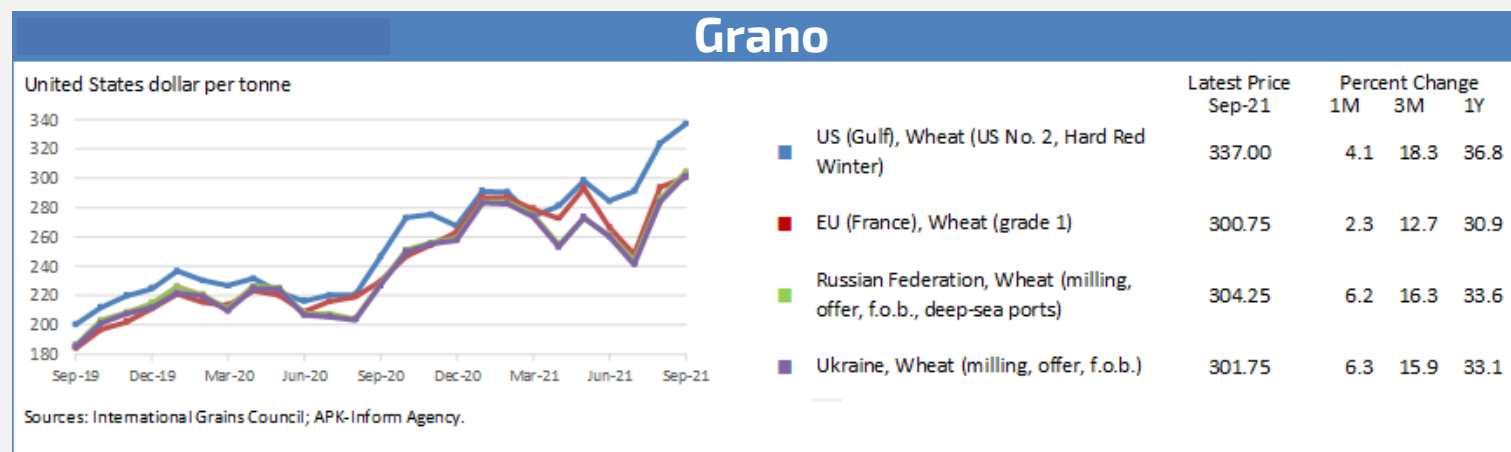 Grano
United States dollar per tonne
340
320
300
280
260
240
220
200
180
Sep-19 Dec-19 Mar-20 Jun-20 Sep-20 Dec-20 Mar-21 Jun-21 Sep-21
Latest Price Percent Change
Sep-21 1M 3M 1Y
US (Gulf), Wheat (US No. 2, Hard Red
Winter)
337.00 4.1 18.3 36.8
EU (France), Wheat (grade 1) 300.75 2.3 12.7 30.9
Russian Federation, Wheat (milling,
offer, f.o.b., deep-sea ports)
304.25 6.2 16.3 33.6
Ukraine, Wheat (milling, offer, f.o.b.) 301.75 6.3 15.9 33.1
Sources: International Grains Council; APK-Inform Agency.